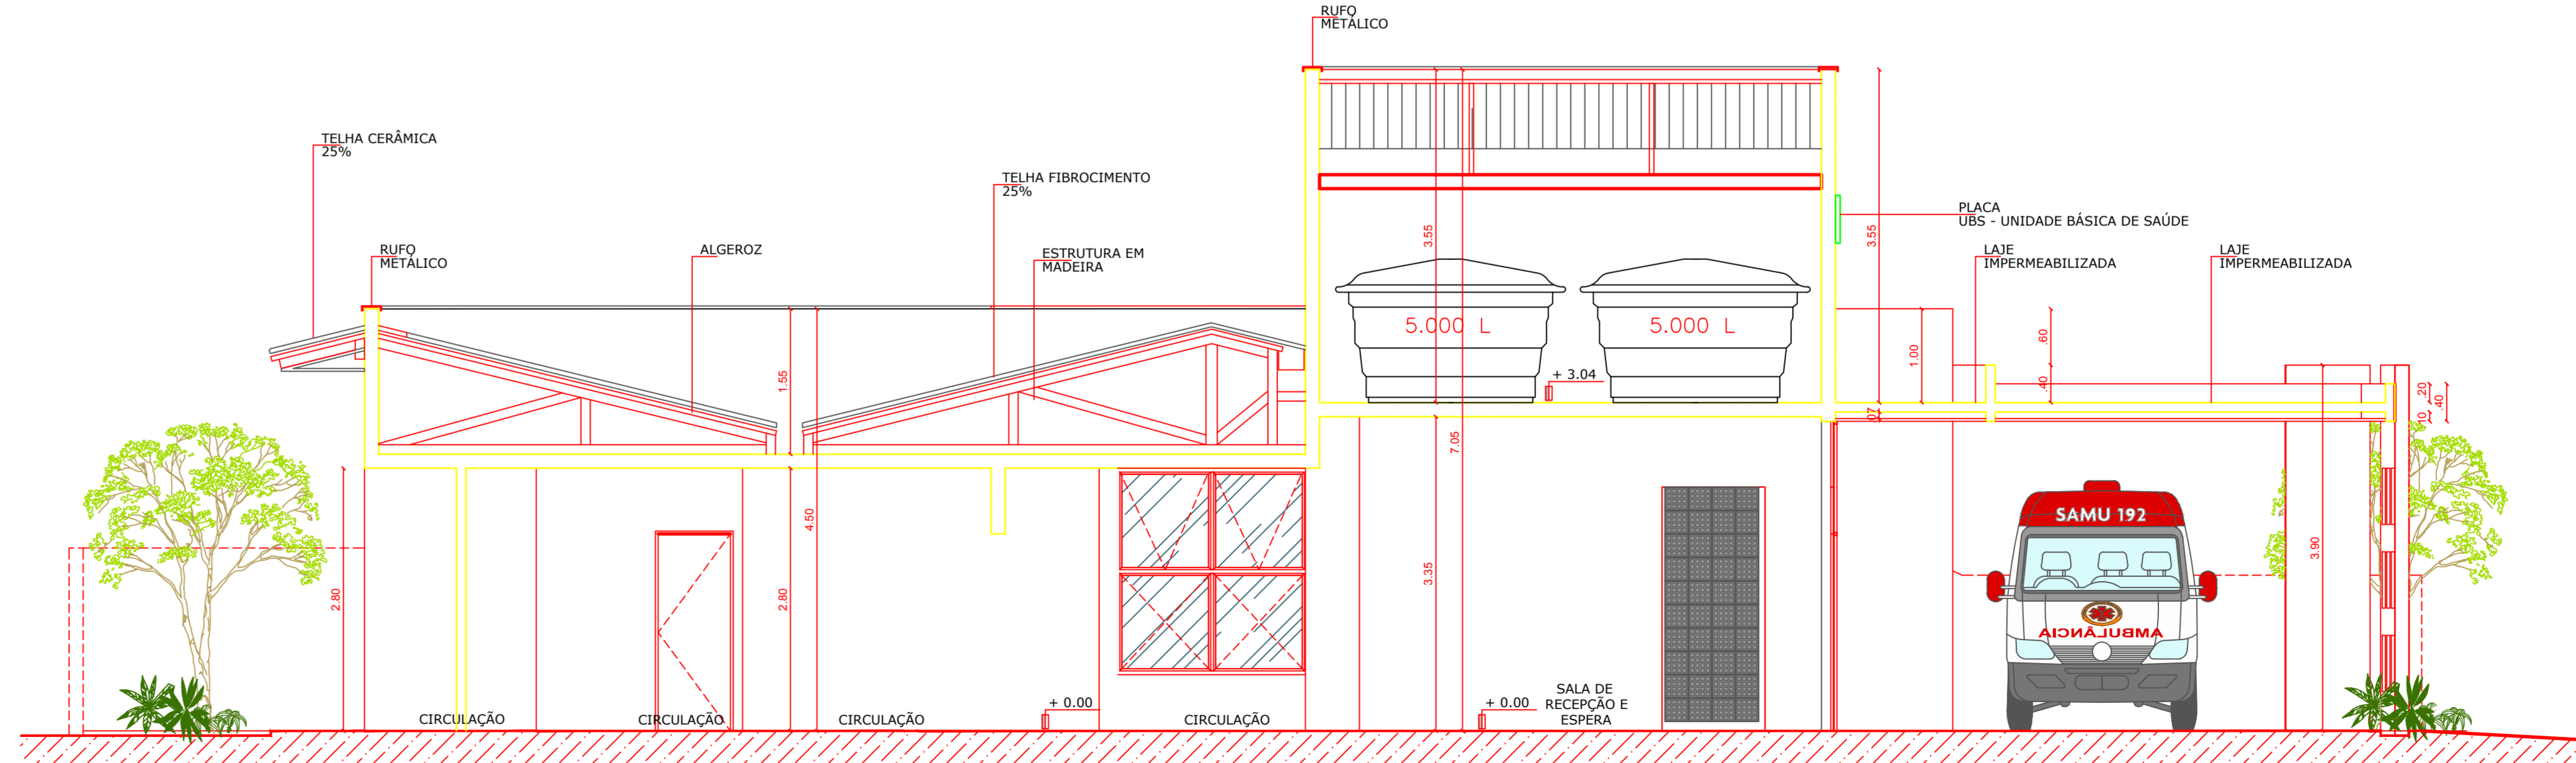 RUFO
METÁLICO
TELHA CERÂMICA
25%
TELHA FIBROCIMENTO
25%
RUFO
METÁLICO
ALGEROZ
ESTRUTURA EM
MADEIRA
PLACA
UBS - UNIDADE BÁSICA DE SAÚDE
LAJE
IMPERMEABILIZADA
LAJE
IMPERMEABILIZADA
3.55
3.55
5.000 L
5.000 L
+ 3.04
1.00
.60
.40
.20
.40
.10
.07
1.55
4.50
7.05
2.80
2.80
3.35
3.90
SAMU 192
AMBULÂNCIA
+ 0.00
+ 0.00
SALA DE
RECEPÇÃO E
ESPERA
CIRCULAÇÃO
CIRCULAÇÃO
CIRCULAÇÃO
CIRCULAÇÃO